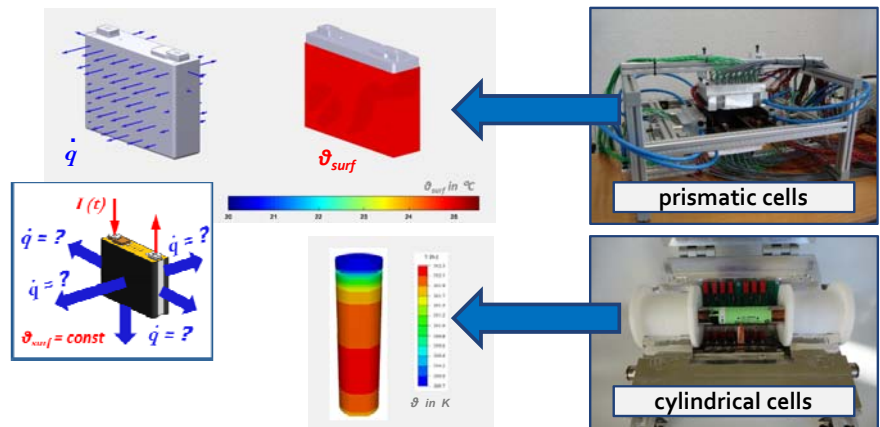 q̇
ϑsurf
prismatic cells
ϑsurf in °C
20 21 22 23 24 25
I (t)
q̇ = ?
q̇ = ?
q̇ = ?
q̇ = ?
ϑsurf = const
ϑ in K
cylindrical cells